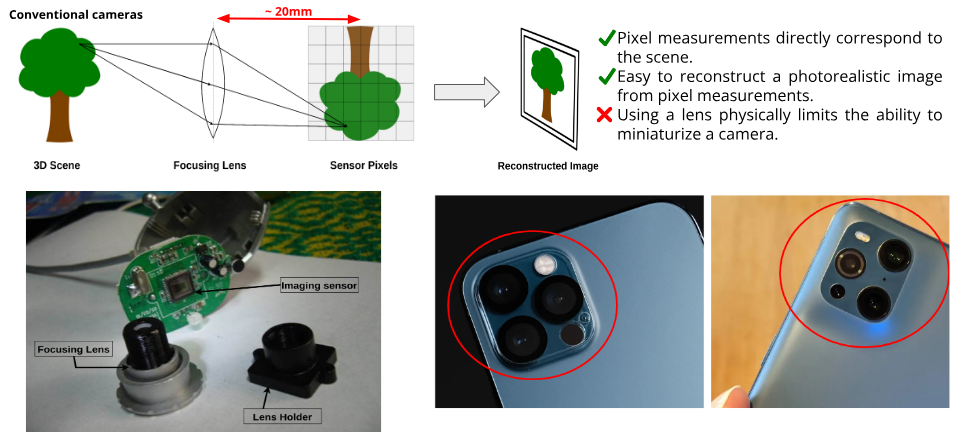 Conventional cameras
~ 20mm
3D Scene
Focusing Lens
Sensor Pixels
Reconstructed Image
Pixel measurements directly correspond to
the scene.
Easy to reconstruct a photorealistic image
from pixel measurements.
Using a lens physically limits the ability to
miniaturize a camera.
Imaging sensor
Focusing Lens
Lens Holder